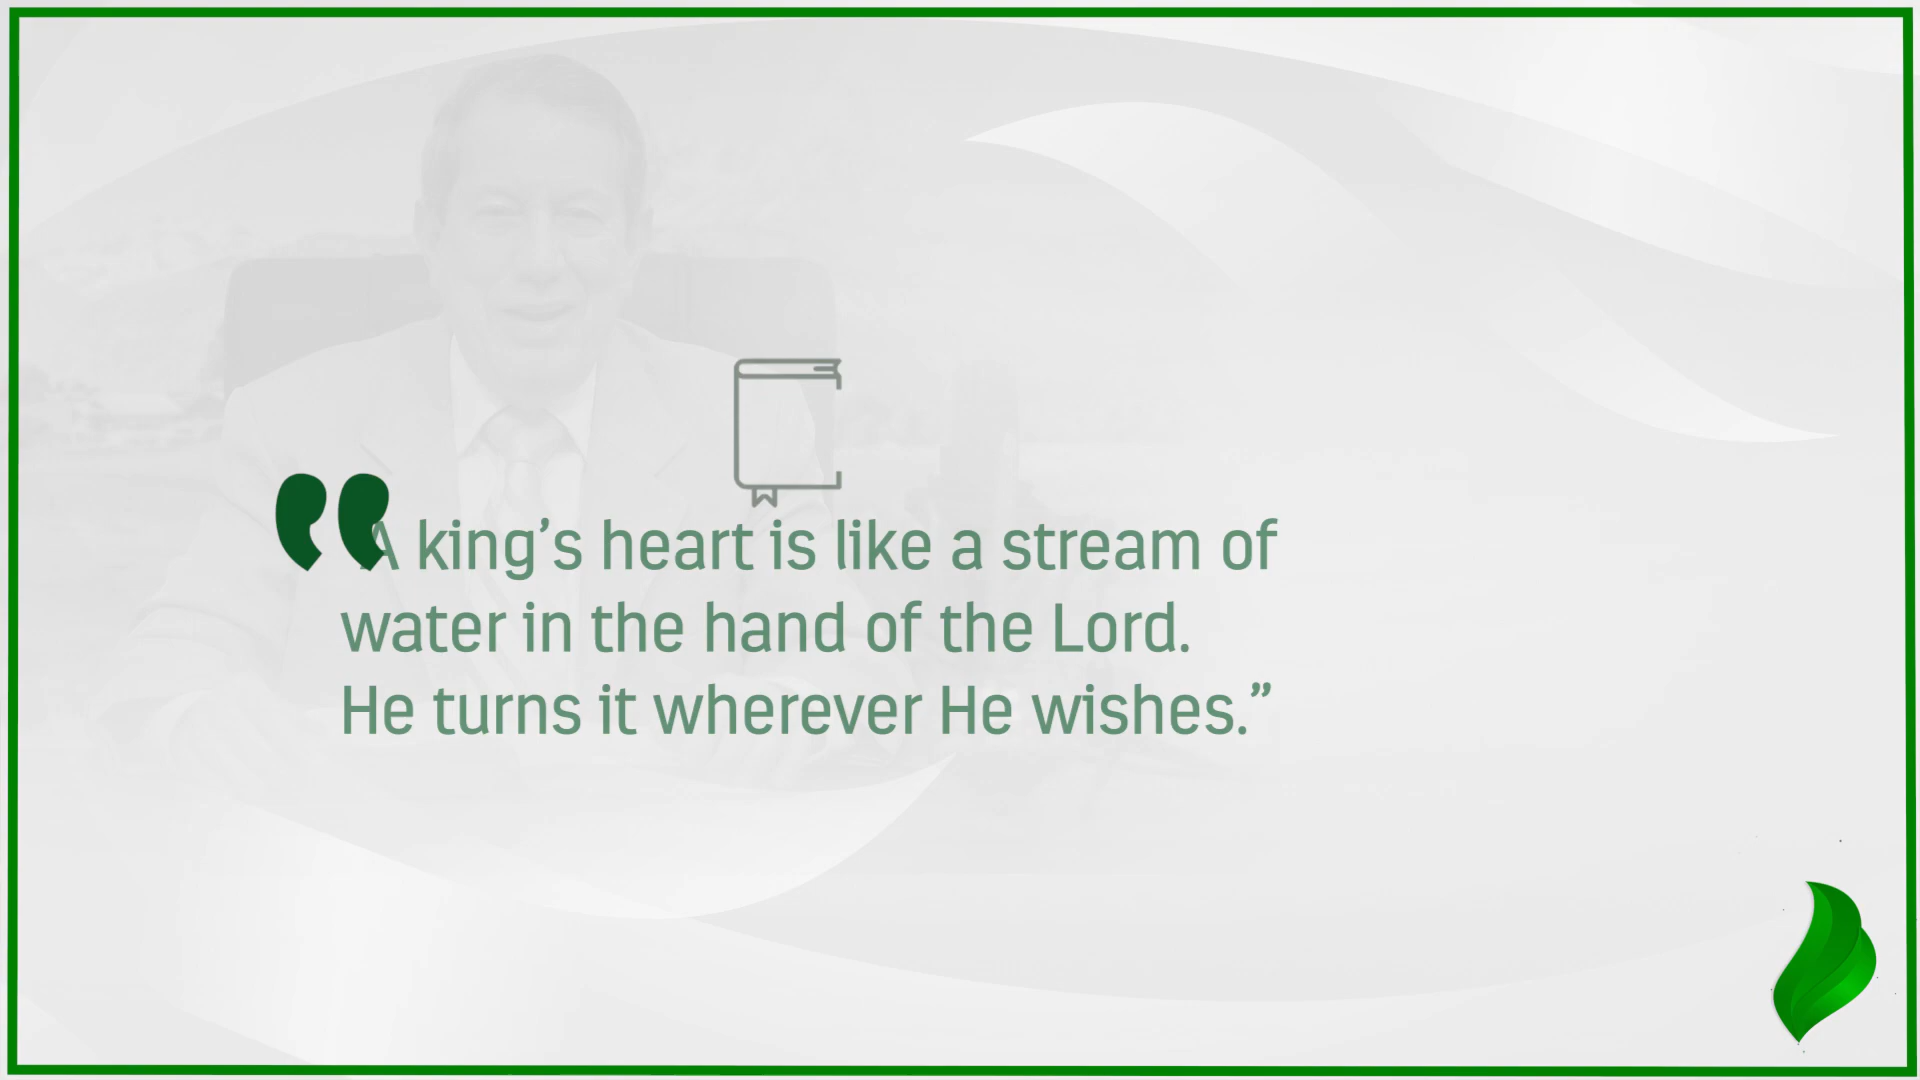 “A king’s heart is like a stream of
water in the hand of the Lord.
He turns it wherever He wishes.”